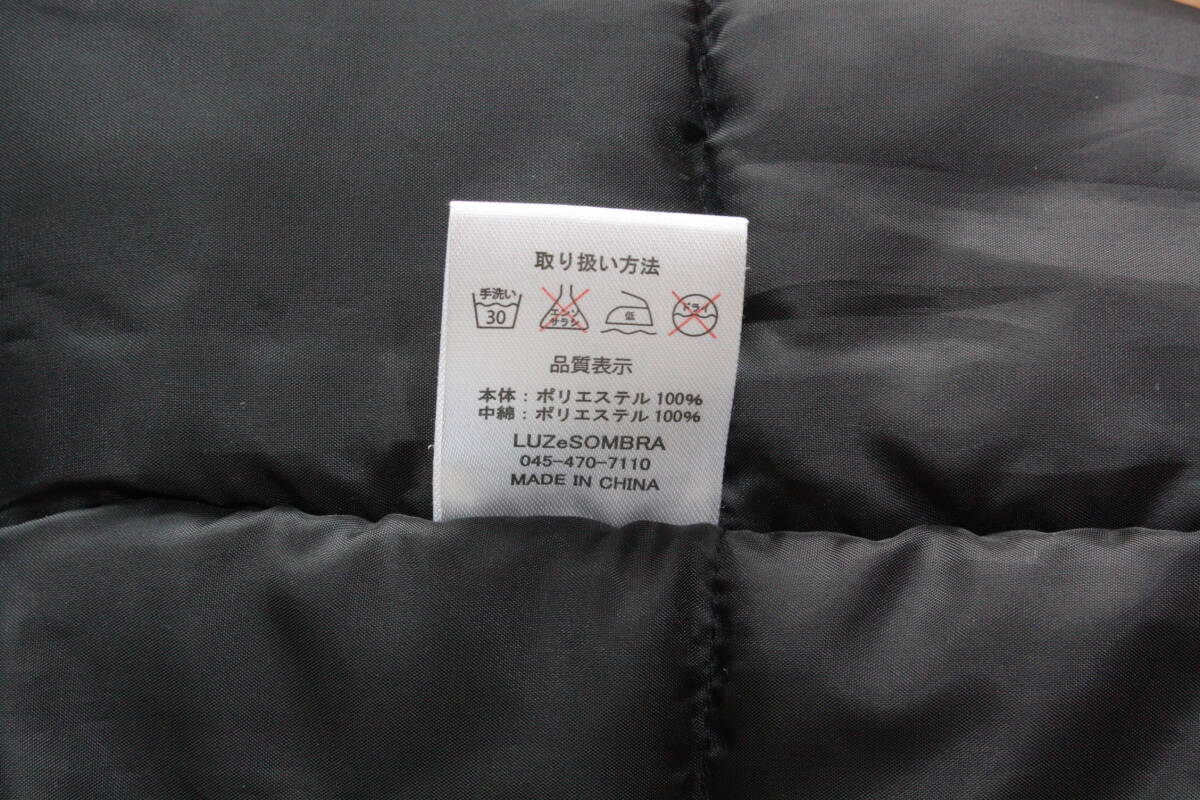 取り扱い方法
手洗い エンソ ドライ
30 サラシ 低
品質表示
本体：ポリエステル 100%
中綿：ポリエステル 100%
LUZeSOMBRA
045-470-7110
MADE IN CHINA